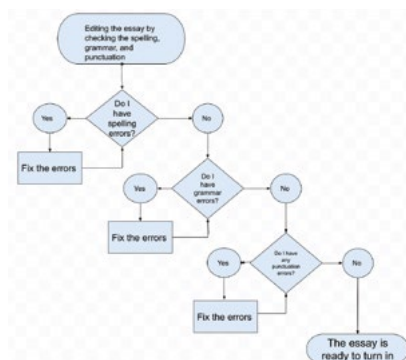 Editing the essay by
checking the spelling,
grammar, and
punctuation
Do I
have
spelling
errors?
Yes
No
Fix the errors
Do I
have
grammar
errors?
Yes
No
Fix the errors
Do I have
any
punctuation
errors?
Yes
No
Fix the errors
The essay is
ready to turn in